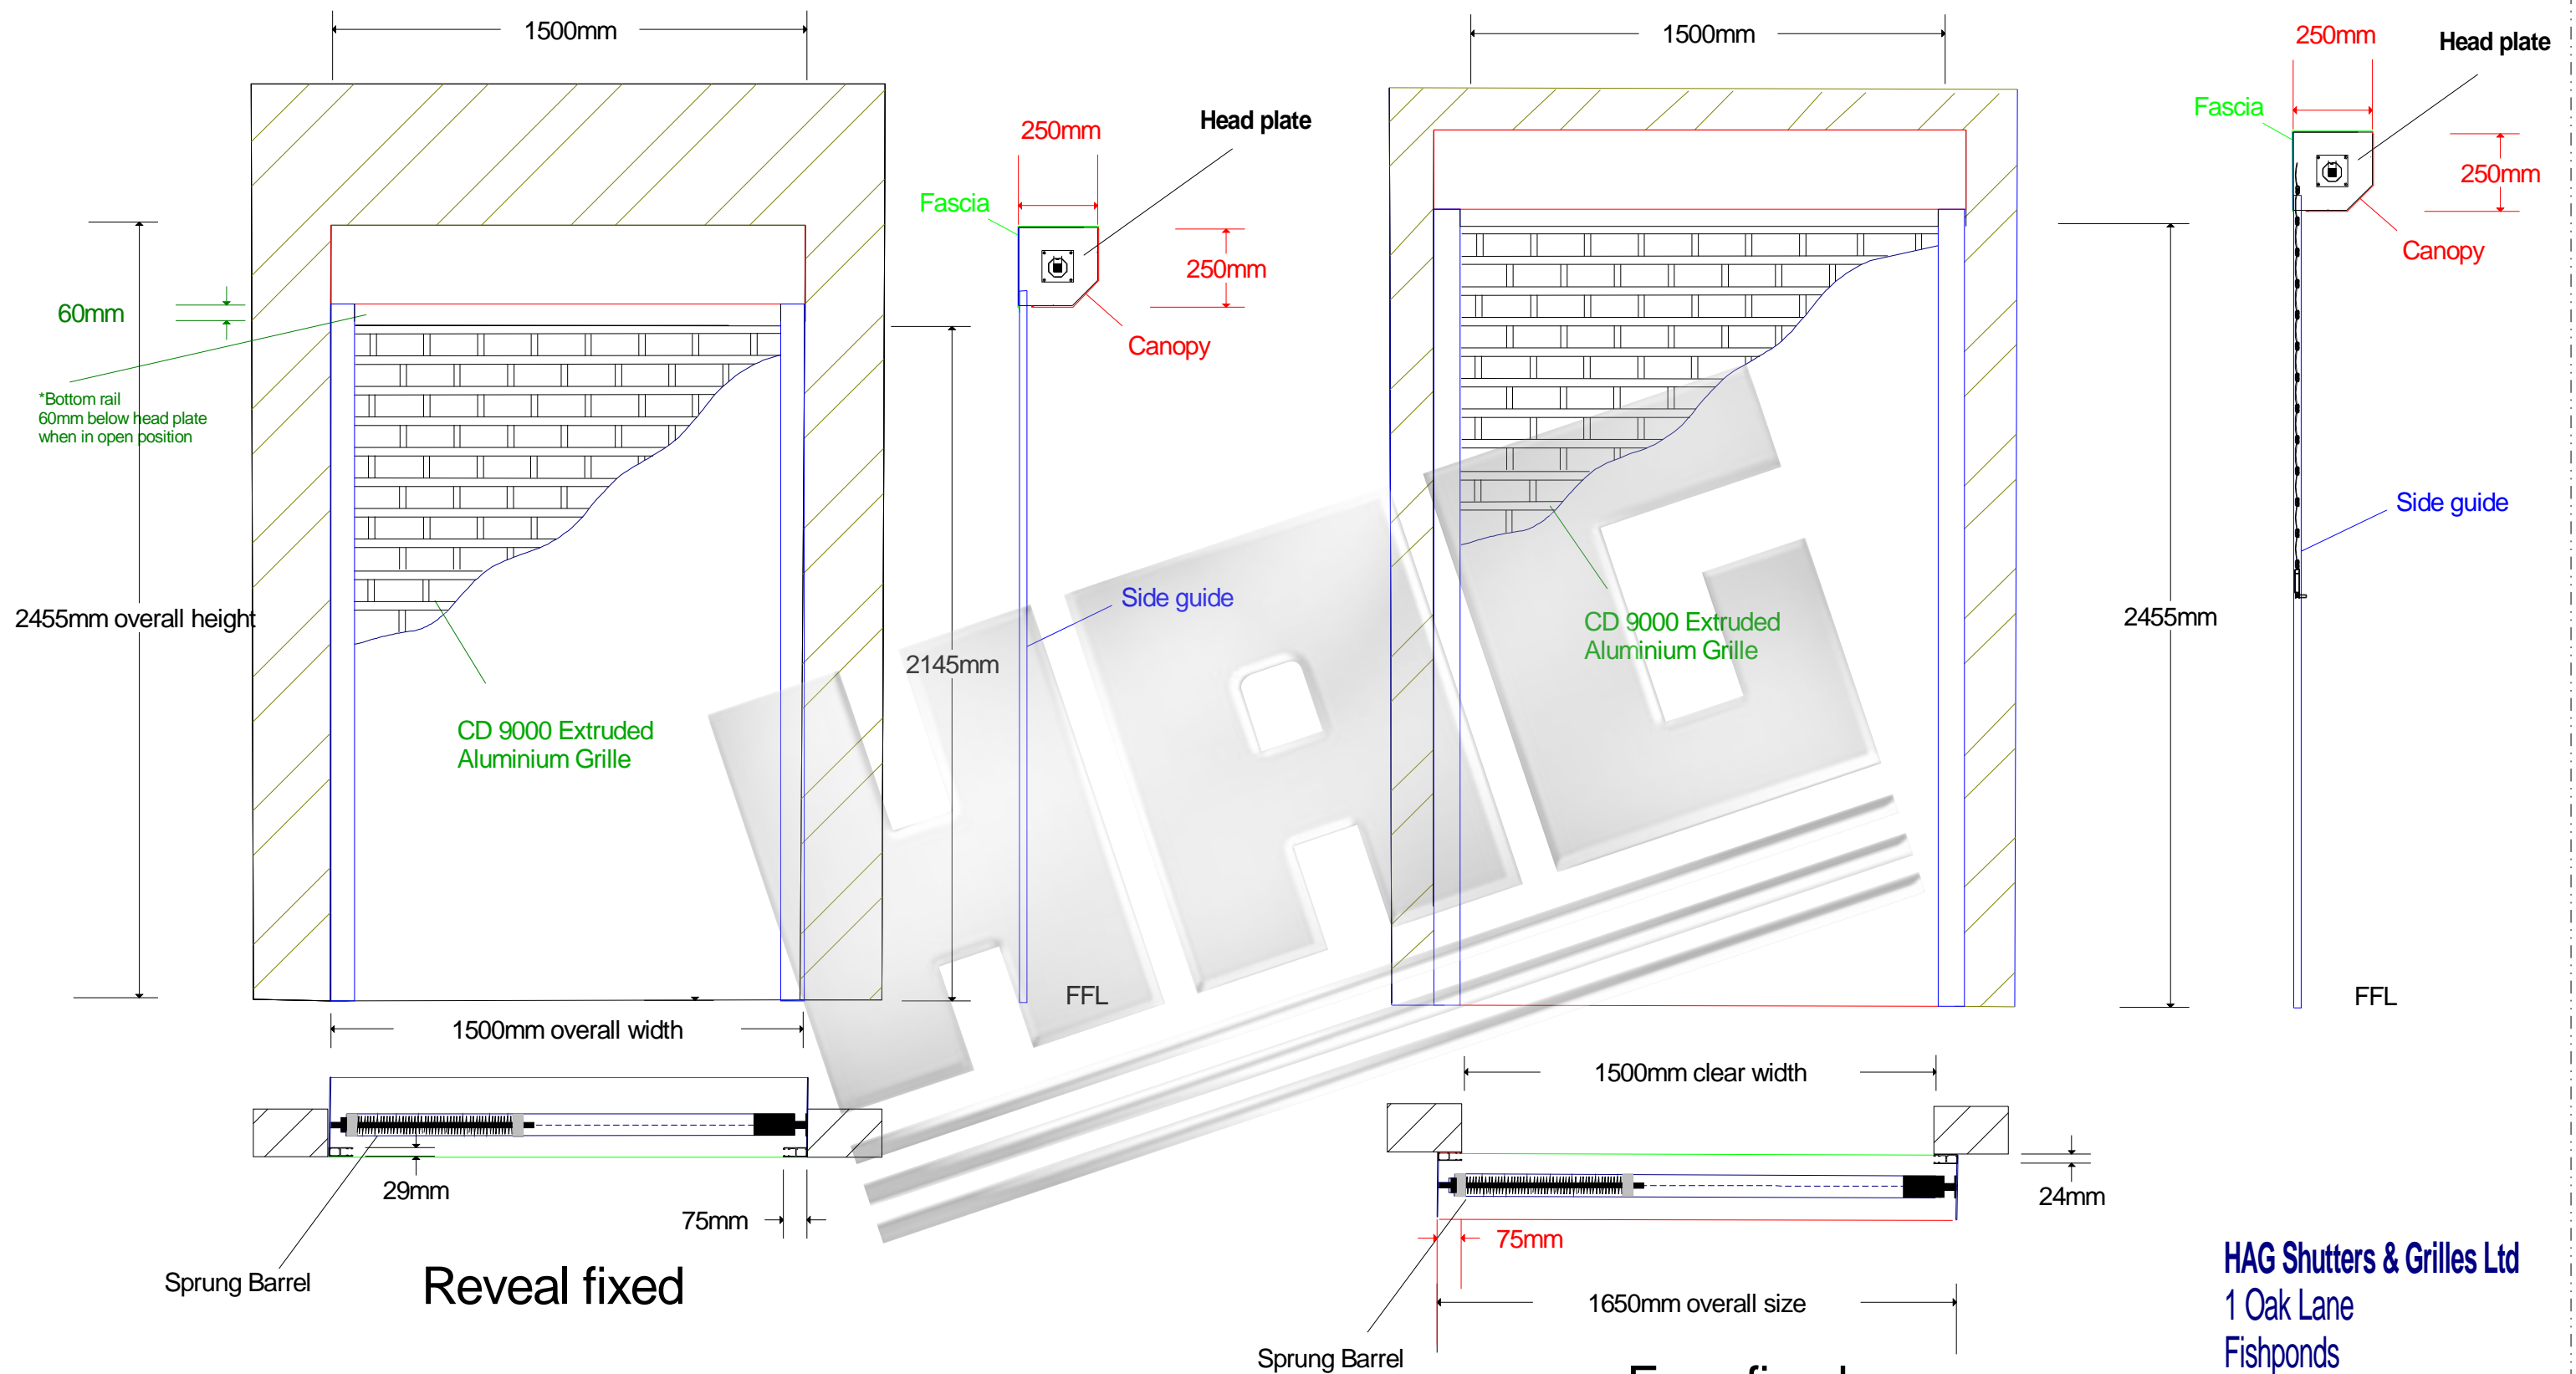 1500mm
60mm
*Bottom rail
60mm below head plate
when in open position
2455mm overall height
CD 9000 Extruded
Aluminium Grille
1500mm overall width
2145mm
250mm
Head plate
Fascia
250mm
Canopy
Side guide
FFL
29mm
75mm
Sprung Barrel
Reveal fixed
1500mm
CD 9000 Extruded
Aluminium Grille
2455mm
250mm
Head plate
Fascia
250mm
Canopy
Side guide
FFL
1500mm clear width
24mm
75mm
1650mm overall size
Sprung Barrel
HAG
HAG Shutters & Grilles Ltd
1 Oak Lane
Fishponds